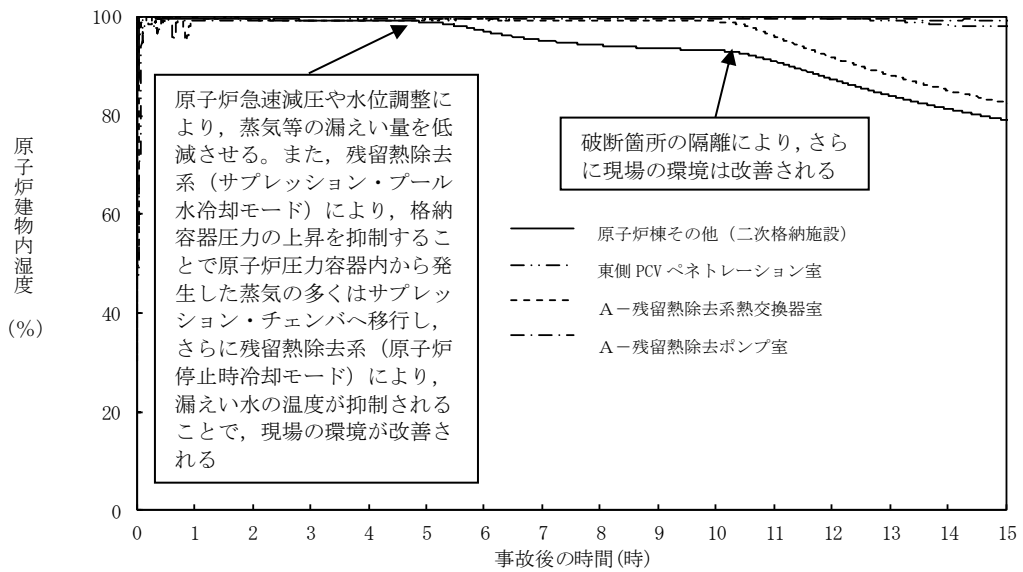 100
80
60
40
20
0
原子炉建物内湿度
(%)
原子炉急速減圧や水位調整に
より，蒸気等の漏えい量を低
減させる。また，残留熱除去
系（サプレッション・プール
水冷却モード）により，格納
容器圧力の上昇を抑制するこ
とで原子炉圧力容器内から発
生した蒸気の多くはサプレッ
ション・チェンバへ移行し，
さらに残留熱除去系（原子炉
停止時冷却モード）により，
漏えい水の温度が抑制される
ことで，現場の環境が改善さ
れる
破断箇所の隔離により，さら
に現場の環境は改善される
原子炉棟その他（二次格納施設）
東側 PCV ペネトレーション室
Ａ－残留熱除去系熱交換器室
Ａ－残留熱除去ポンプ室
0 1 2 3 4 5 6 7 8 9 10 11 12 13 14 15
事故後の時間(時)